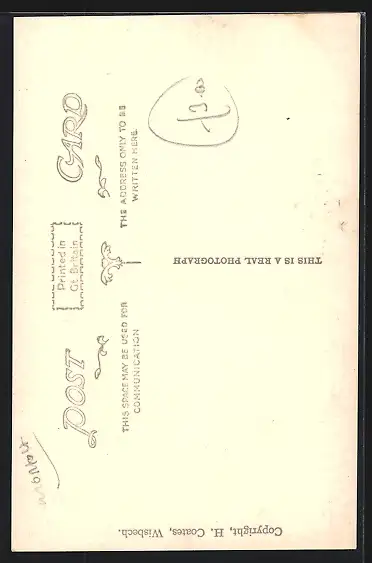 POST CARD
Printed in
Gt. Britain
THIS SPACE MAY BE USED FOR
COMMUNICATION
THE ADDRESS ONLY TO BE
WRITTEN HERE.
THIS IS A REAL PHOTOGRAPH
Copyright, H. Coates, Wisbech.